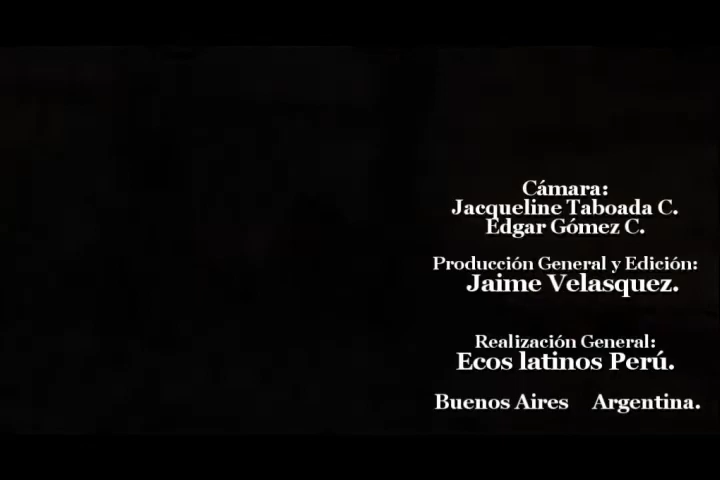 Cámara:
Jacqueline Taboada C.
Edgar Gómez C.
Producción General y Edición:
Jaime Velasquez.
Realización General:
Ecos latinos Perú.
Buenos Aires Argentina.